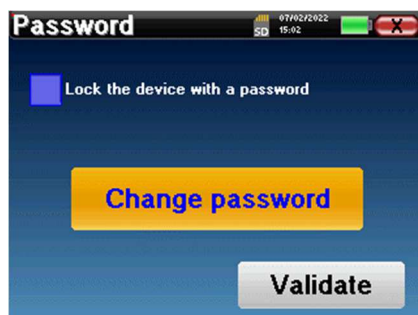 Password
SD
07/02/2022
15:02
X
Lock the device with a password
Change password
Validate